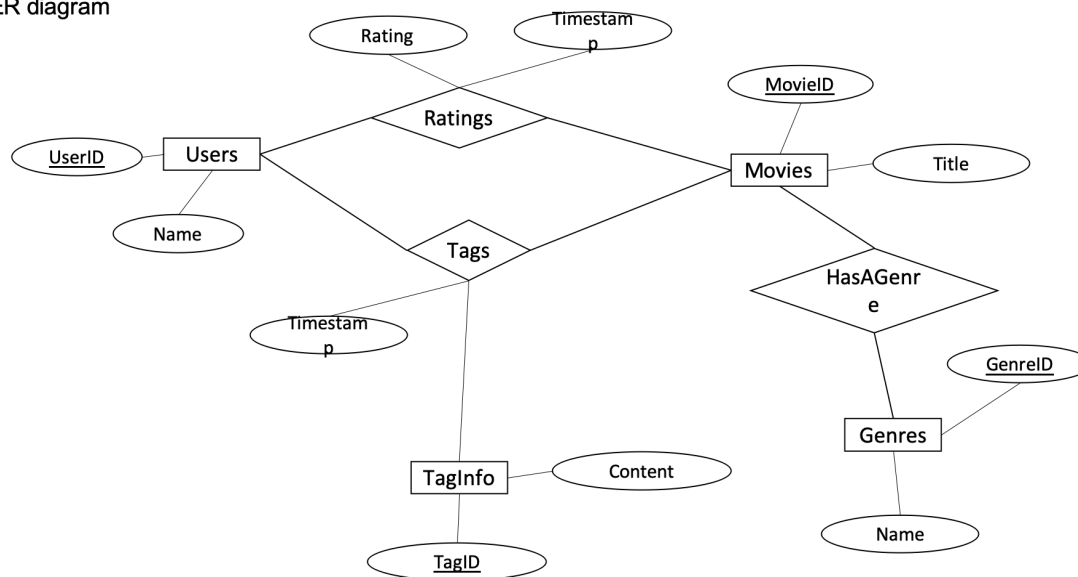 ER diagram
Rating
Timestam
p
MovieID
Ratings
UserID
Users
Movies
Title
Name
Tags
HasAGenr
e
Timestam
p
GenreID
Genres
TagInfo
Content
Name
TagID